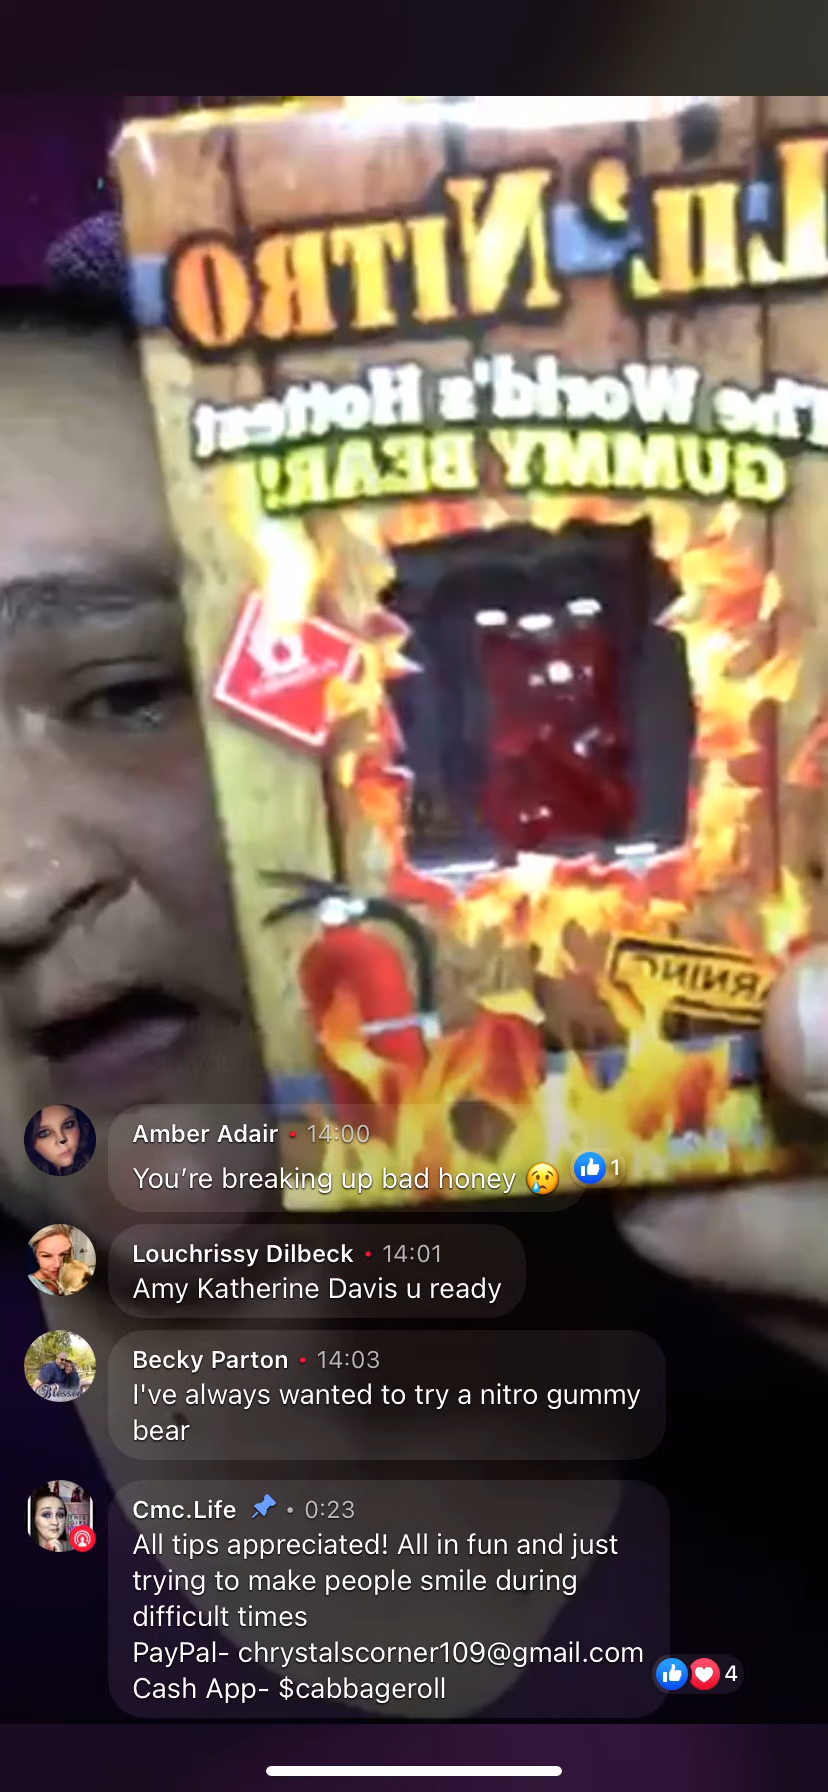 Lil' Nitro
The World's Hottest
GUMMY BEAR!
Amber Adair • 14:00
You're breaking up bad honey 😢
1
Louchrissy Dilbeck • 14:01
Amy Katherine Davis u ready
Becky Parton • 14:03
I've always wanted to try a nitro gummy
bear
Cmc.Life 📌 • 0:23
All tips appreciated! All in fun and just
trying to make people smile during
difficult times
PayPal- chrystalscorner109@gmail.com
Cash App- $cabbageroll
4